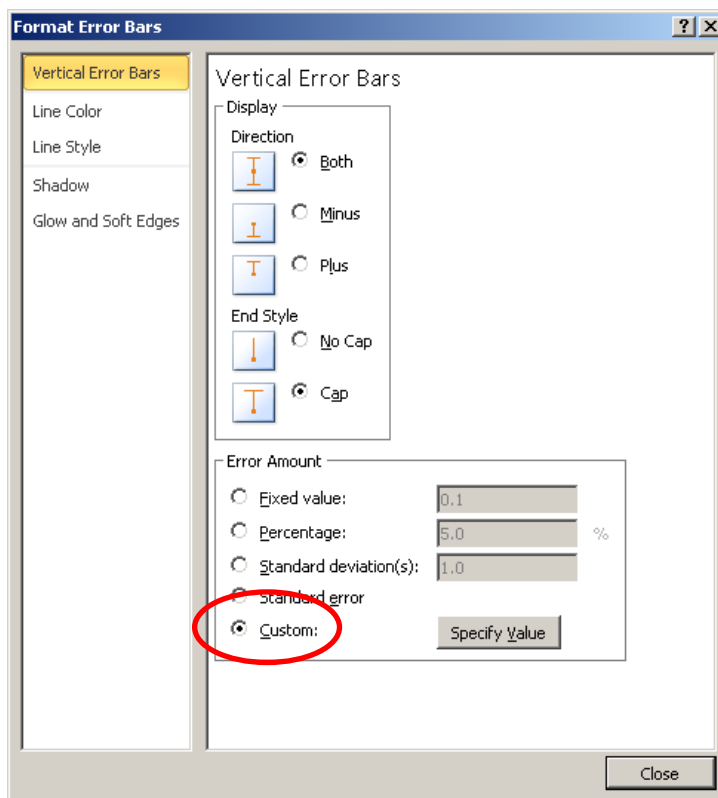 Format Error Bars
Vertical Error Bars
Line Color
Line Style
Shadow
Glow and Soft Edges
Vertical Error Bars
Display
Direction
Both
Minus
Plus
End Style
No Cap
Cap
Error Amount
Fixed value: 0.1
Percentage: 5.0 %
Standard deviation(s): 1.0
Standard error
Custom: Specify Value
Close